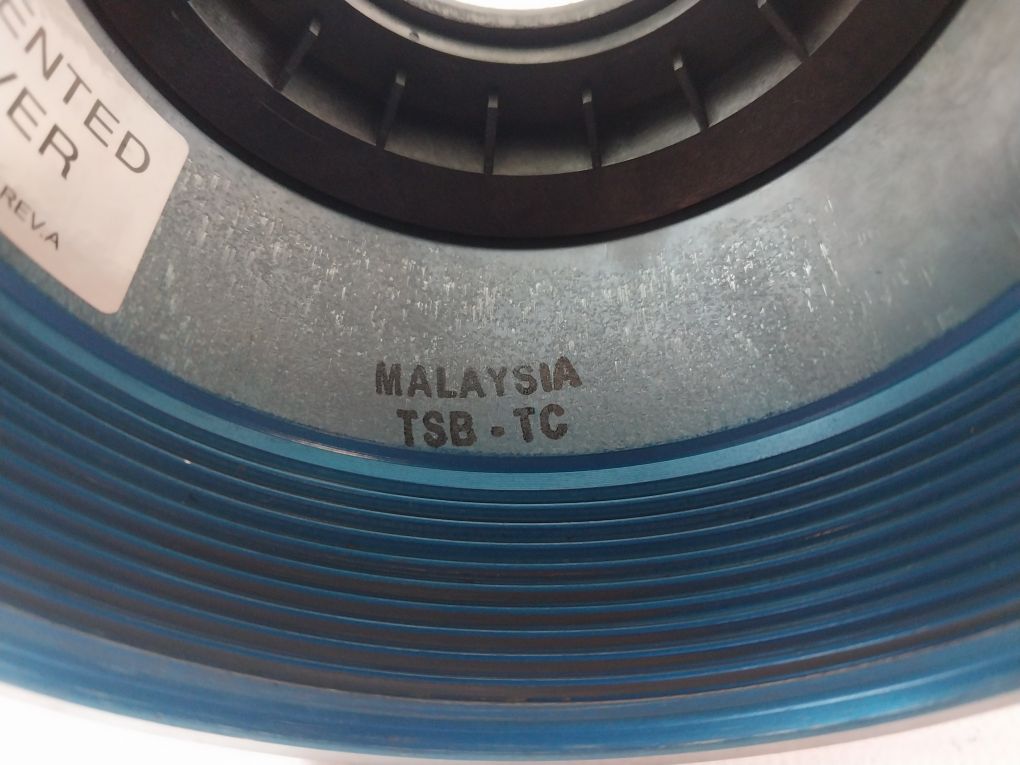 ENTED
VER
REV.A
MALAYSIA
TSB - TC